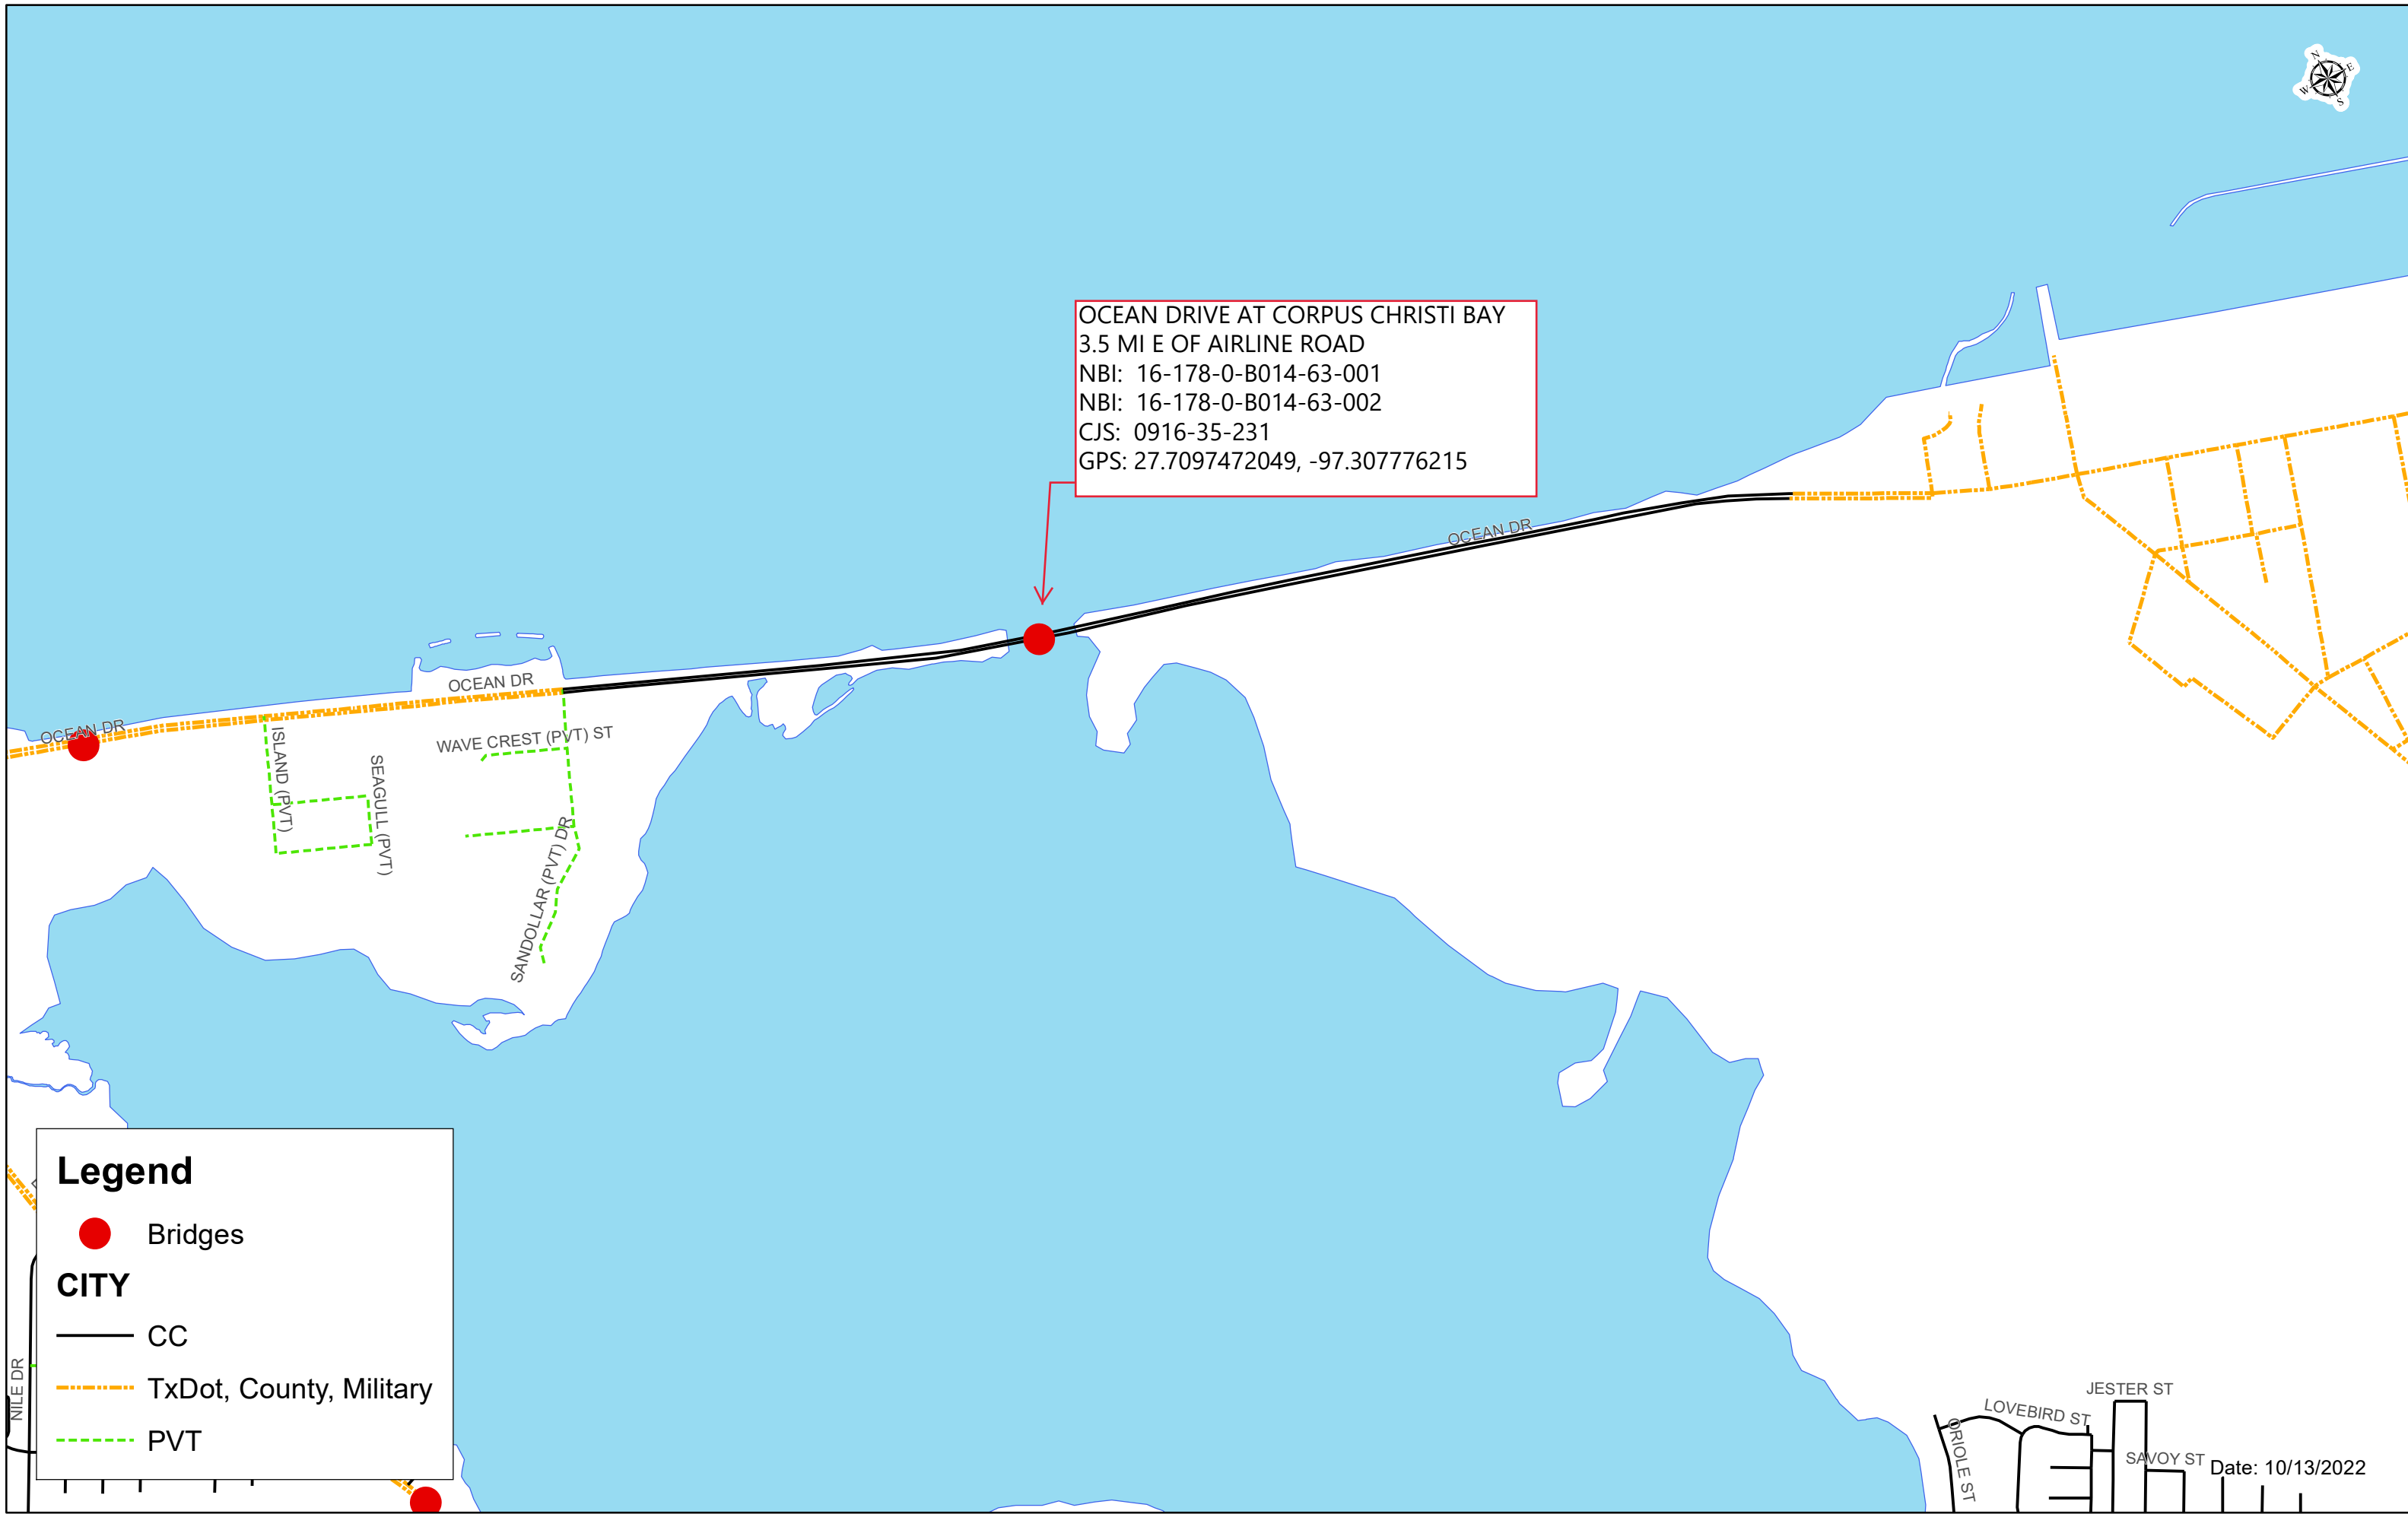 N
E
W
S
OCEAN DRIVE AT CORPUS CHRISTI BAY
3.5 MI E OF AIRLINE ROAD
NBI:  16-178-0-B014-63-001
NBI:  16-178-0-B014-63-002
CJS:  0916-35-231
GPS: 27.7097472049, -97.307776215
OCEAN DR
OCEAN DR
OCEAN DR
ISLAND (PVT)
SEAGULL (PVT)
WAVE CREST (PVT) ST
SANDOLLAR (PVT) DR
Legend
Bridges
CITY
CC
TxDot, County, Military
PVT
NILE DR
JESTER ST
LOVEBIRD ST
ORIOLE ST
SAVOY ST
Date: 10/13/2022